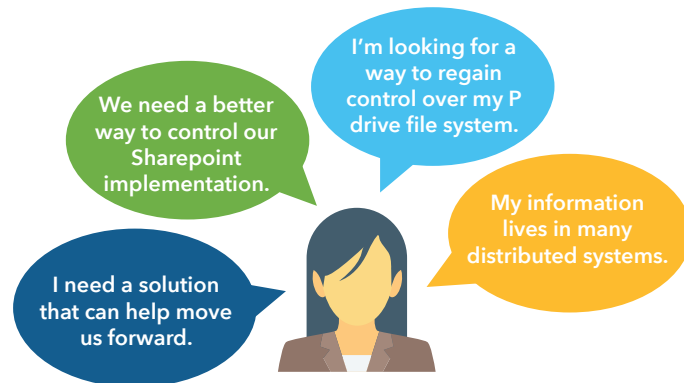 I'm looking for a
way to regain
control over my P
drive file system.
We need a better
way to control our
Sharepoint
implementation.
My information
lives in many
distributed systems.
I need a solution
that can help move
us forward.